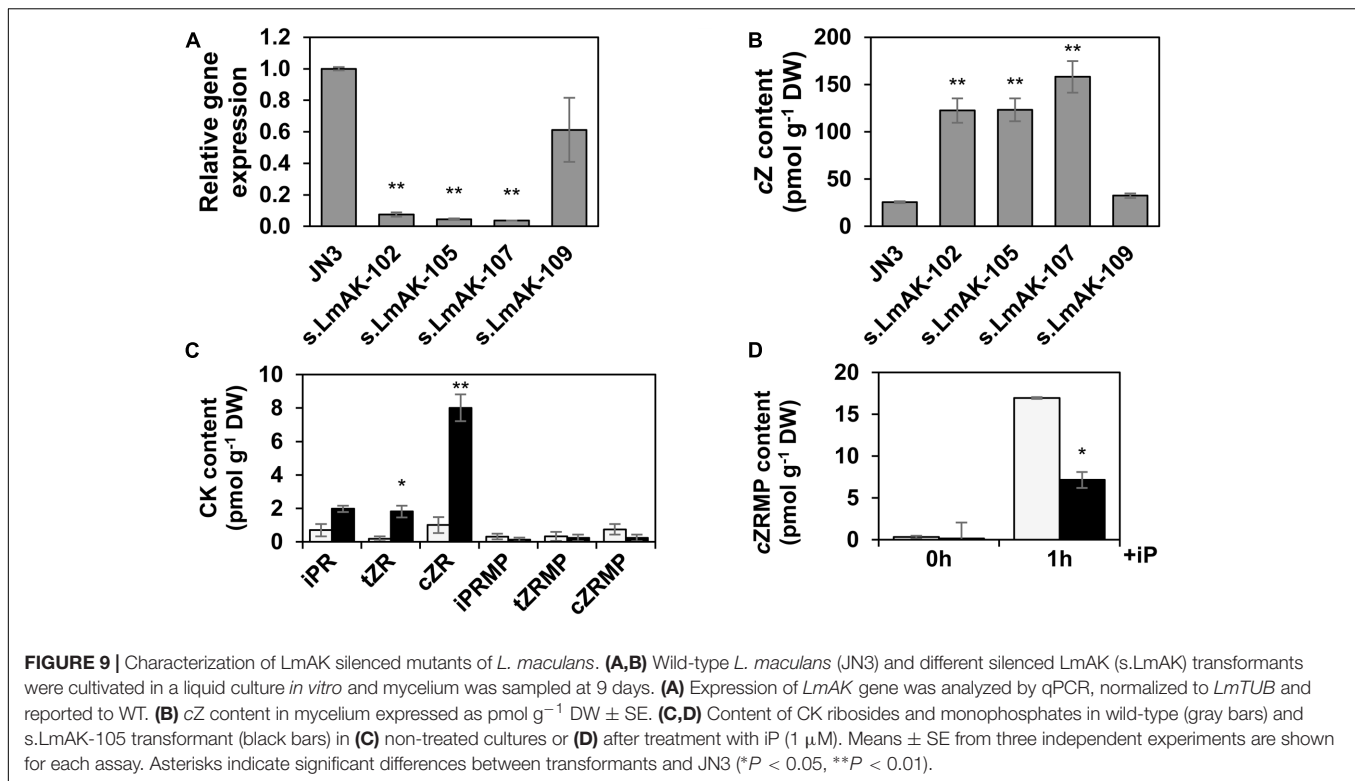 A
Relative gene
expression
1.2
1.0
0.8
0.6
0.4
0.2
0.0
**
**
**
JN3
s.LmAK-102
s.LmAK-105
s.LmAK-107
s.LmAK-109
B
cZ content
(pmol g⁻¹ DW)
200
150
100
50
0
**
**
**
JN3
s.LmAK-102
s.LmAK-105
s.LmAK-107
s.LmAK-109
C
CK content
(pmol g⁻¹ DW)
10
8
6
4
2
0
*
**
iPR
tZR
cZR
iPRMP
tZRMP
cZRMP
D
cZRMP content
(pmol g⁻¹ DW)
20
15
10
5
0
*
0h
1h
+iP
FIGURE 9 | Characterization of LmAK silenced mutants of L. maculans. (A,B) Wild-type L. maculans (JN3) and different silenced LmAK (s.LmAK) transformants
were cultivated in a liquid culture in vitro and mycelium was sampled at 9 days. (A) Expression of LmAK gene was analyzed by qPCR, normalized to LmTUB and
reported to WT. (B) cZ content in mycelium expressed as pmol g⁻¹ DW ± SE. (C,D) Content of CK ribosides and monophosphates in wild-type (gray bars) and
s.LmAK-105 transformant (black bars) in (C) non-treated cultures or (D) after treatment with iP (1 μM). Means ± SE from three independent experiments are shown
for each assay. Asterisks indicate significant differences between transformants and JN3 (*P < 0.05, **P < 0.01).